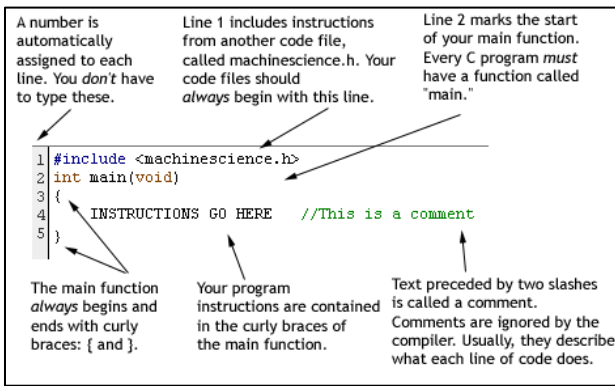 A number is
automatically
assigned to each
line. You don't have
to type these.
Line 1 includes instructions
from another code file,
called machinescience.h. Your
code files should
always begin with this line.
Line 2 marks the start
of your main function.
Every C program must
have a function called
"main."
1 #include <machinescience.h>
2 int main(void)
3 {
4 INSTRUCTIONS GO HERE //This is a comment
5 }
The main function
always begins and
ends with curly
braces: { and }.
Your program
instructions are contained
in the curly braces of
the main function.
Text preceded by two slashes
is called a comment.
Comments are ignored by the
compiler. Usually, they describe
what each line of code does.